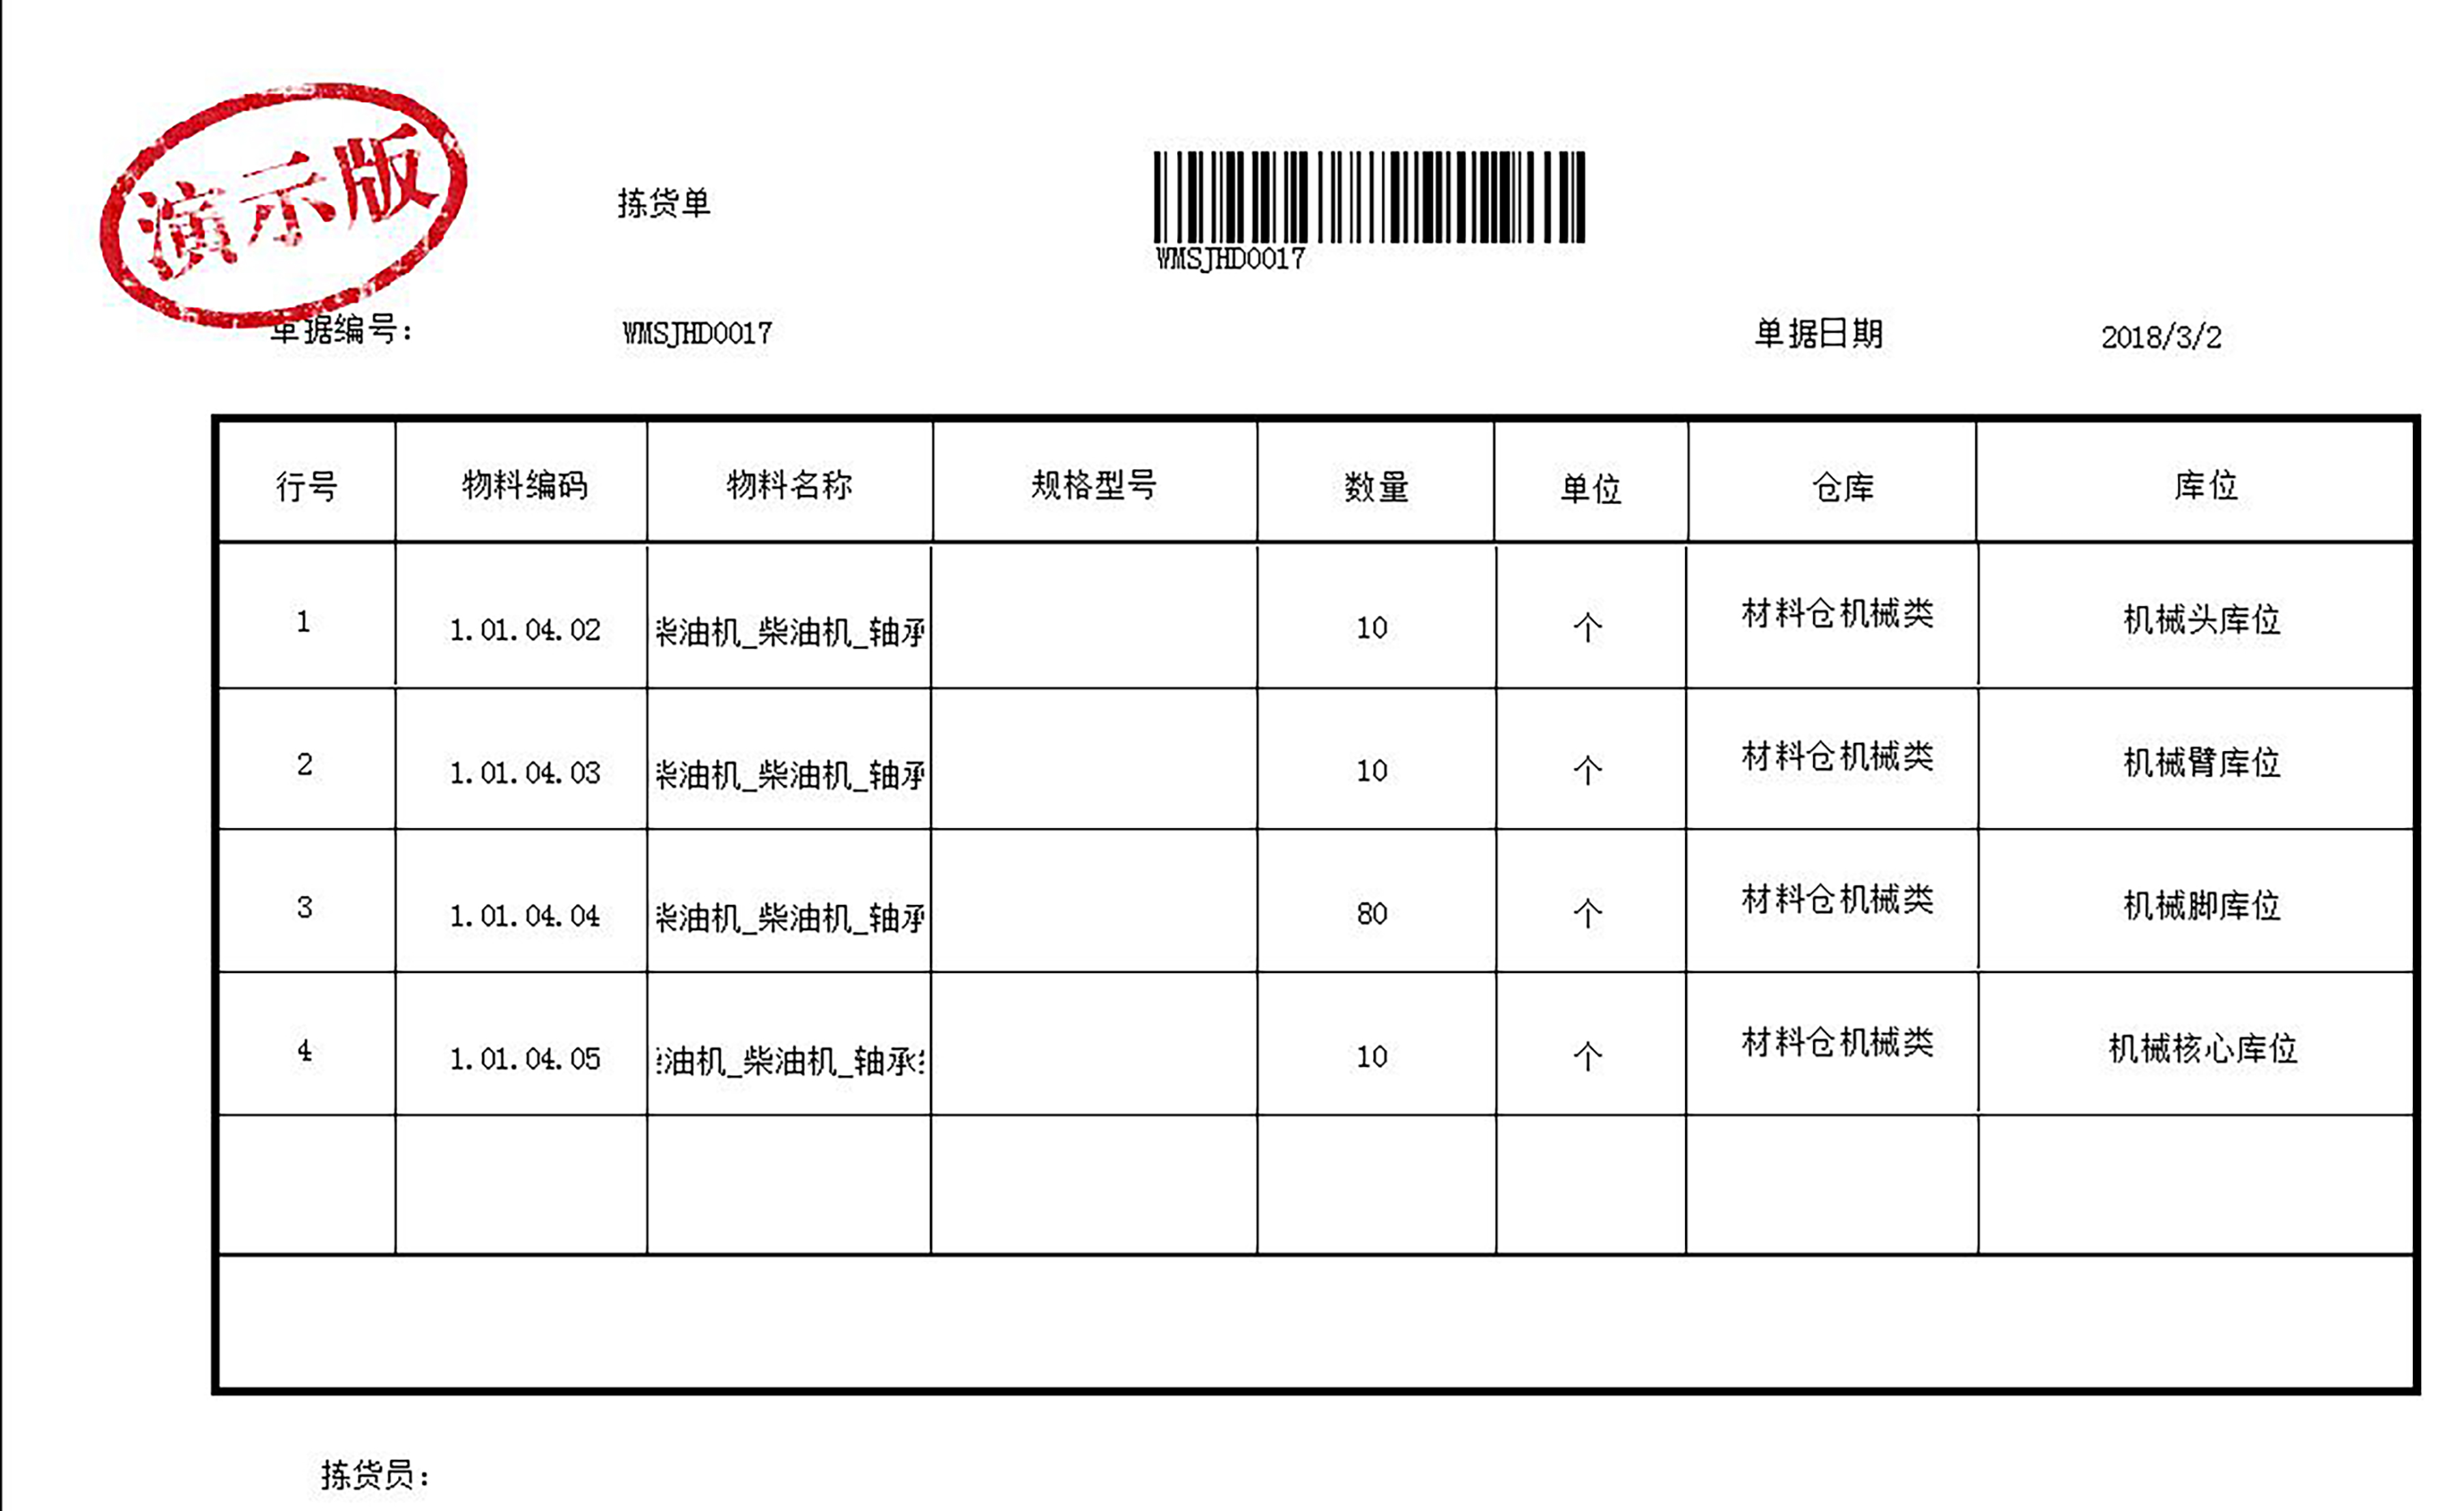 演示版
拣货单
WMSJHD0017
单据编号： WMSJHD0017 单据日期 2018/3/2
行号 物料编码 物料名称 规格型号 数量 单位 仓库 库位
1 1.01.04.02 柴油机_柴油机_轴承 10 个 材料仓机械类 机械头库位
2 1.01.04.03 柴油机_柴油机_轴承 10 个 材料仓机械类 机械臂库位
3 1.01.04.04 柴油机_柴油机_轴承 80 个 材料仓机械类 机械脚库位
4 1.01.04.05 油机_柴油机_轴承 10 个 材料仓机械类 机械核心库位
拣货员：